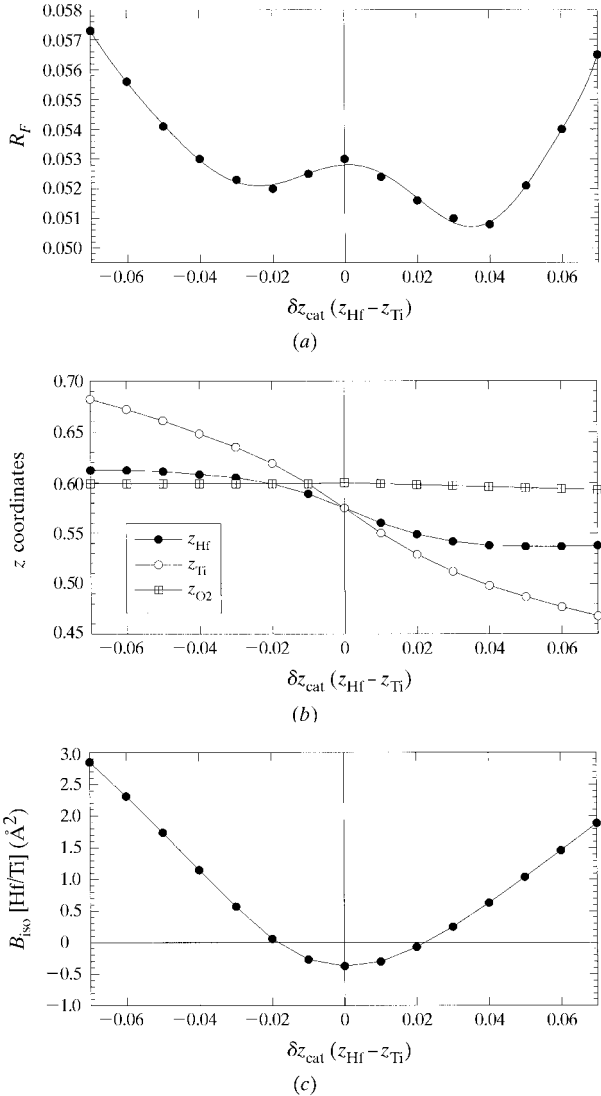 0.058
0.057
0.056
0.055
0.054
0.053
0.052
0.051
0.050
R_F
−0.06 −0.04 −0.02 0 0.02 0.04 0.06
δz_cat (z_Hf – z_Ti)
(a)
0.70
0.65
0.60
0.55
0.50
0.45
z coordinates
z_Hf
z_Ti
z_O2
−0.06 −0.04 −0.02 0 0.02 0.04 0.06
δz_cat (z_Hf – z_Ti)
(b)
3.0
2.5
2.0
1.5
1.0
0.5
0
−0.5
−1.0
B_iso [Hf/Ti] (Å²)
−0.06 −0.04 −0.02 0 0.02 0.04 0.06
δz_cat (z_Hf – z_Ti)
(c)